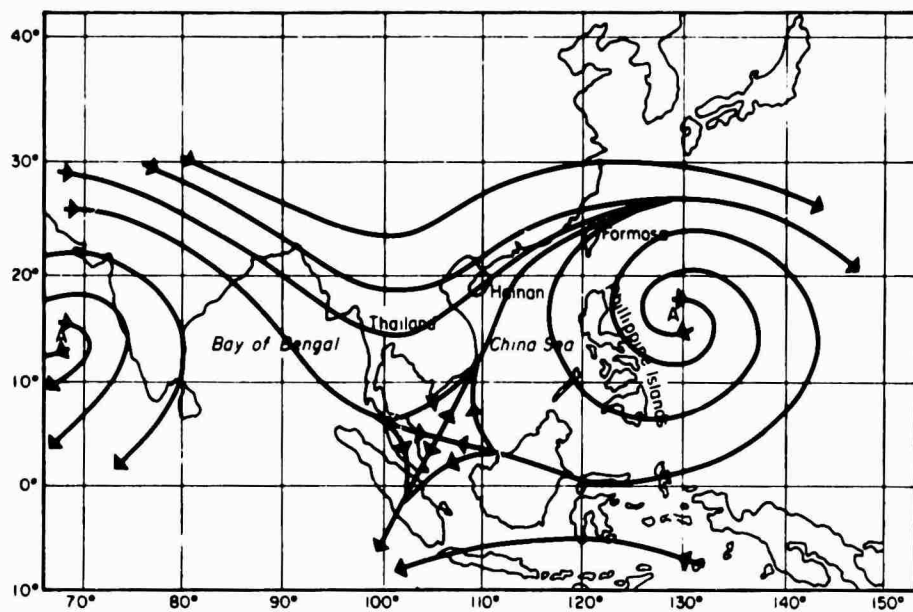 40°
30°
20°
10°
0°
10°
Formosa
Hainan
Thailand
Bay of Bengal
China Sea
Phillippine Islands
A
A
70° 80° 90° 100° 110° 120° 130° 140° 150°